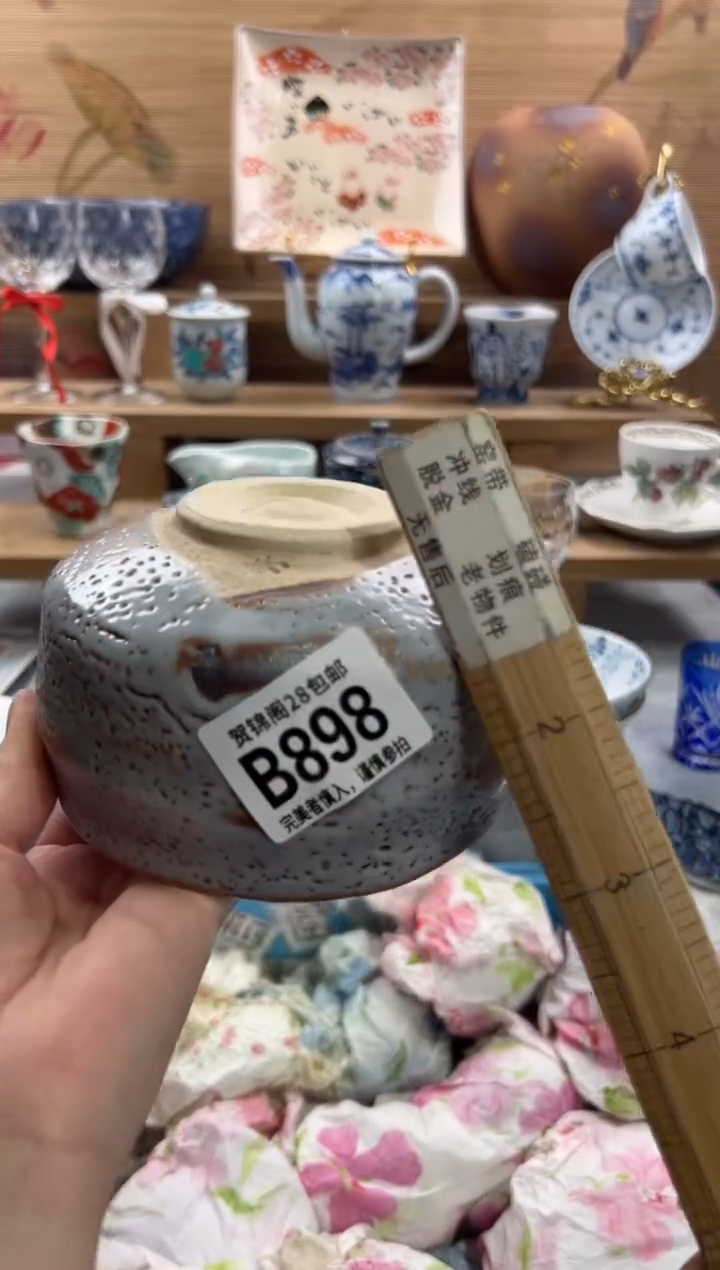 贺锦阁28包邮
B898
完美者慎入，谨慎参拍
窑带 磕碰
冲线 划痕
脱金 老物件
无售后
2
3
4